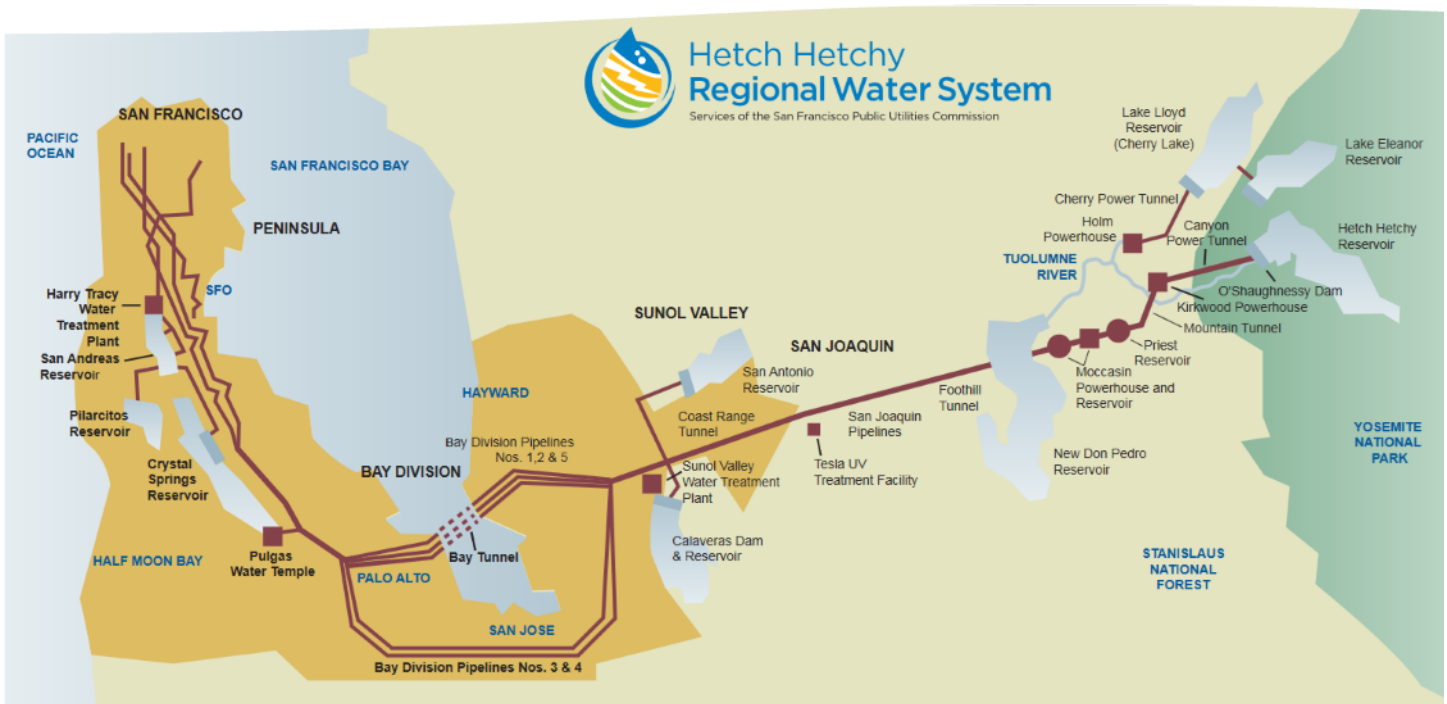 Hetch Hetchy
Regional Water System
Services of the San Francisco Public Utilities Commission
SAN FRANCISCO
PACIFIC
OCEAN
SAN FRANCISCO BAY
PENINSULA
SFO
Harry Tracy
Water
Treatment
Plant
San Andreas
Reservoir
Pilarcitos
Reservoir
Crystal
Springs
Reservoir
HALF MOON BAY
Pulgas
Water Temple
PALO ALTO
BAY DIVISION
HAYWARD
Bay Division Pipelines
Nos. 1,2 & 5
Bay Tunnel
SAN JOSE
Bay Division Pipelines Nos. 3 & 4
SUNOL VALLEY
San Antonio
Reservoir
Coast Range
Tunnel
Sunol Valley
Water Treatment
Plant
Calaveras Dam
& Reservoir
SAN JOAQUIN
San Joaquin
Pipelines
Tesla UV
Treatment Facility
Foothill
Tunnel
New Don Pedro
Reservoir
Moccasin
Powerhouse and
Reservoir
Priest
Reservoir
Mountain Tunnel
Kirkwood Powerhouse
O'Shaughnessy Dam
TUOLUMNE
RIVER
Holm
Powerhouse
Cherry Power Tunnel
Canyon
Power Tunnel
Lake Lloyd
Reservoir
(Cherry Lake)
Lake Eleanor
Reservoir
Hetch Hetchy
Reservoir
YOSEMITE
NATIONAL
PARK
STANISLAUS
NATIONAL
FOREST